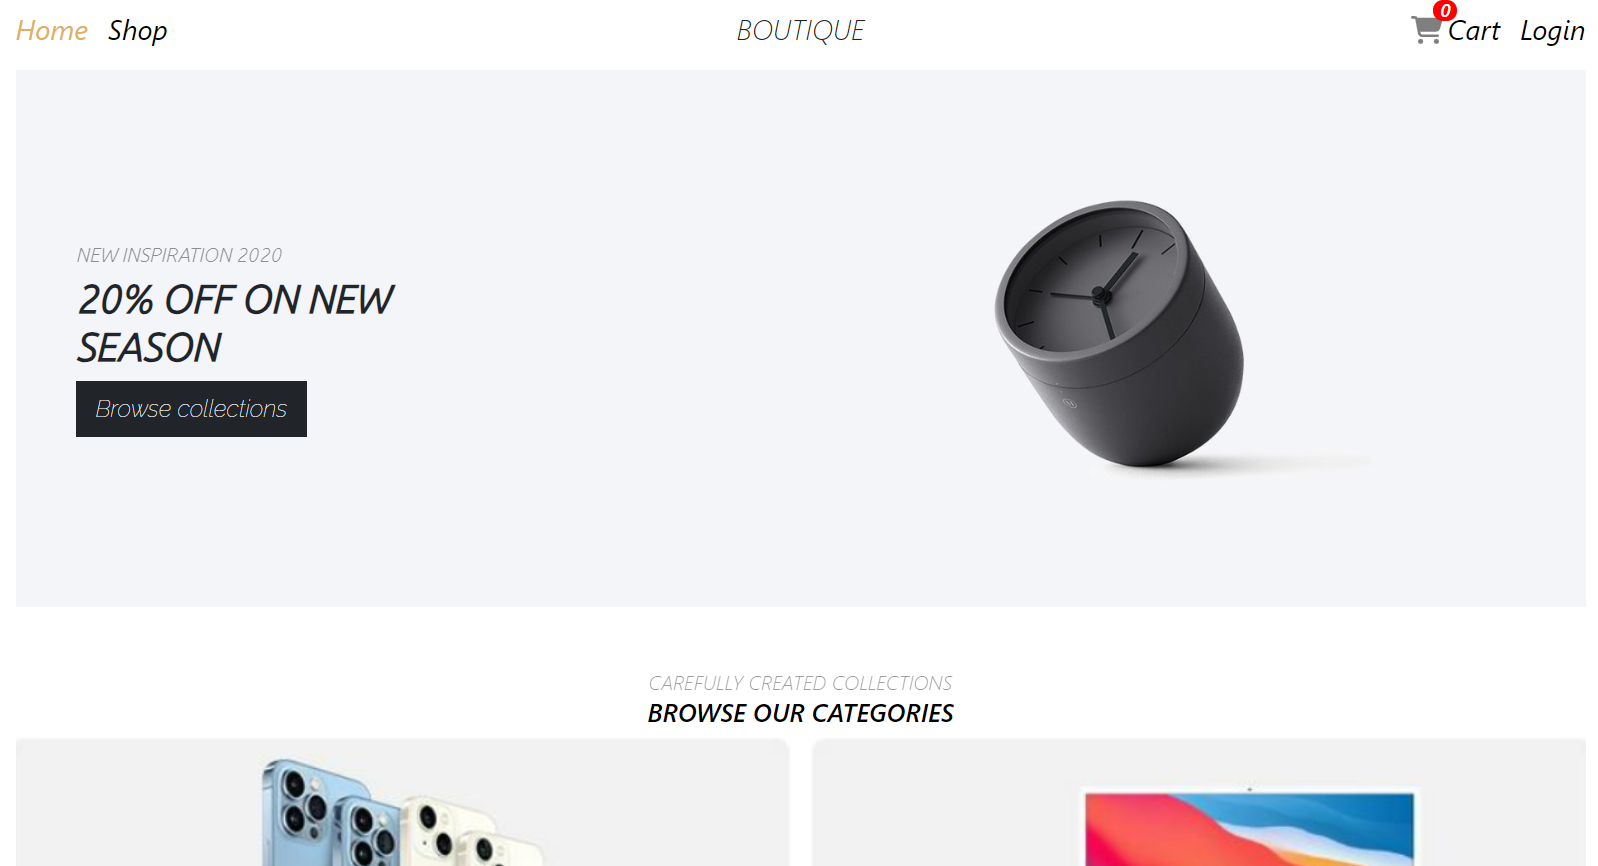 Home Shop BOUTIQUE 0 Cart Login
NEW INSPIRATION 2020
20% OFF ON NEW
SEASON
Browse collections
CAREFULLY CREATED COLLECTIONS
BROWSE OUR CATEGORIES